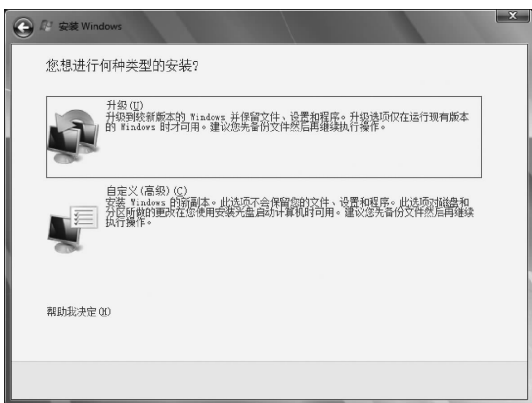 安装 Windows
您想进行何种类型的安装?
升级(U)
升级到较新版本的 Windows 并保留文件、设置和程序。升级选项仅在运行现有版本
的 Windows 时才可用。建议您先备份文件然后再继续执行操作。
自定义(高级)(C)
安装 Windows 的新副本。此选项不会保留您的文件、设置和程序。此选项对磁盘和
分区所做的更改在您使用安装光盘启动计算机时可用。建议您先备份文件然后再继续
执行操作。
帮助我决定(H)